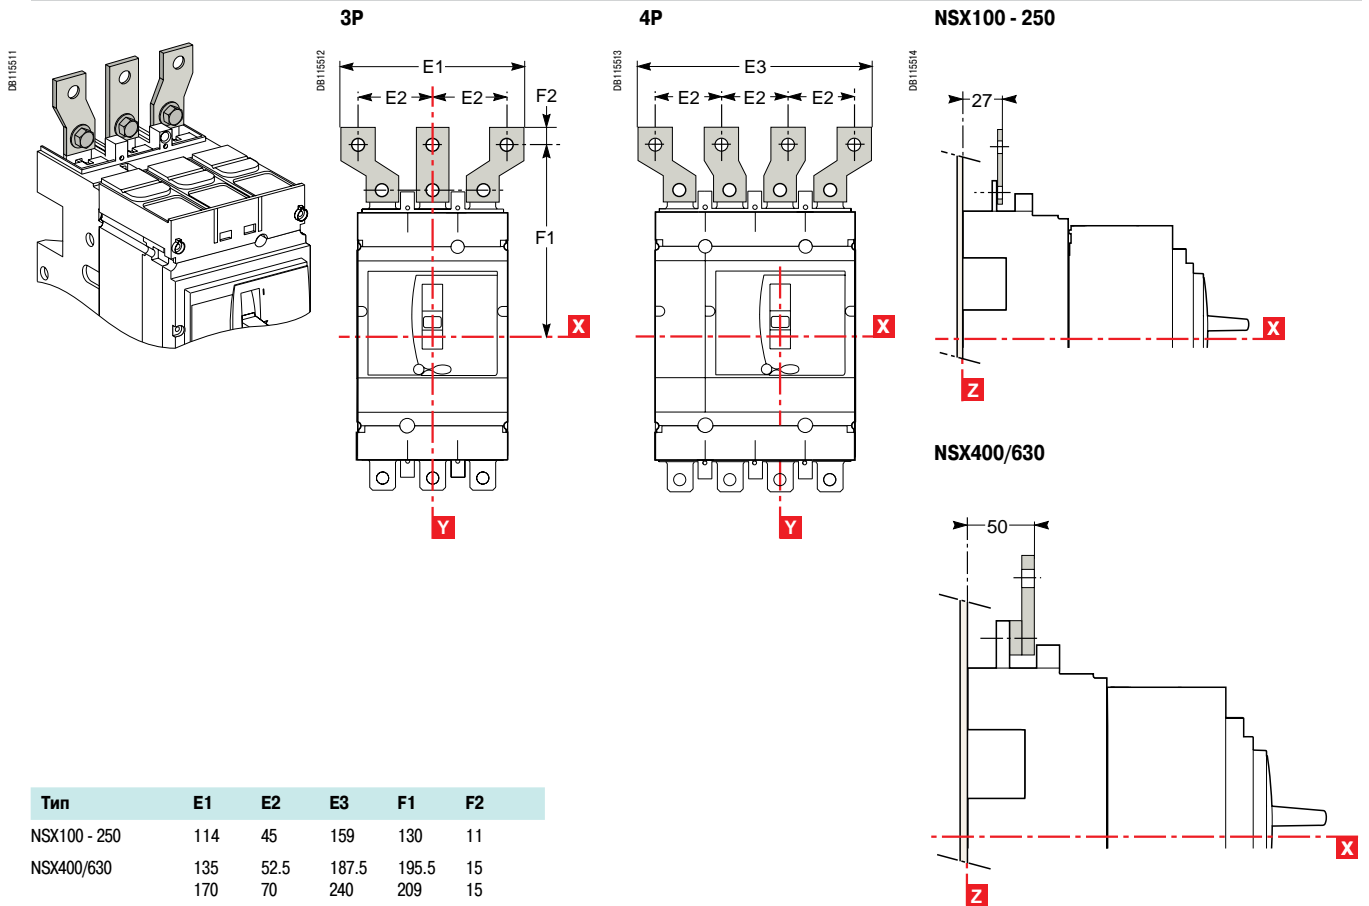 3P
4P
NSX100 - 250
DB115511
DB115512
DB115513
DB115514
E1
E2 E2
F2
F1
X
Y
E3
E2 E2 E2
X
Y
27
X
Z
NSX400/630
50
X
Z
Тип E1 E2 E3 F1 F2
NSX100 - 250 114 45 159 130 11
NSX400/630 135 52.5 187.5 195.5 15
170 70 240 209 15